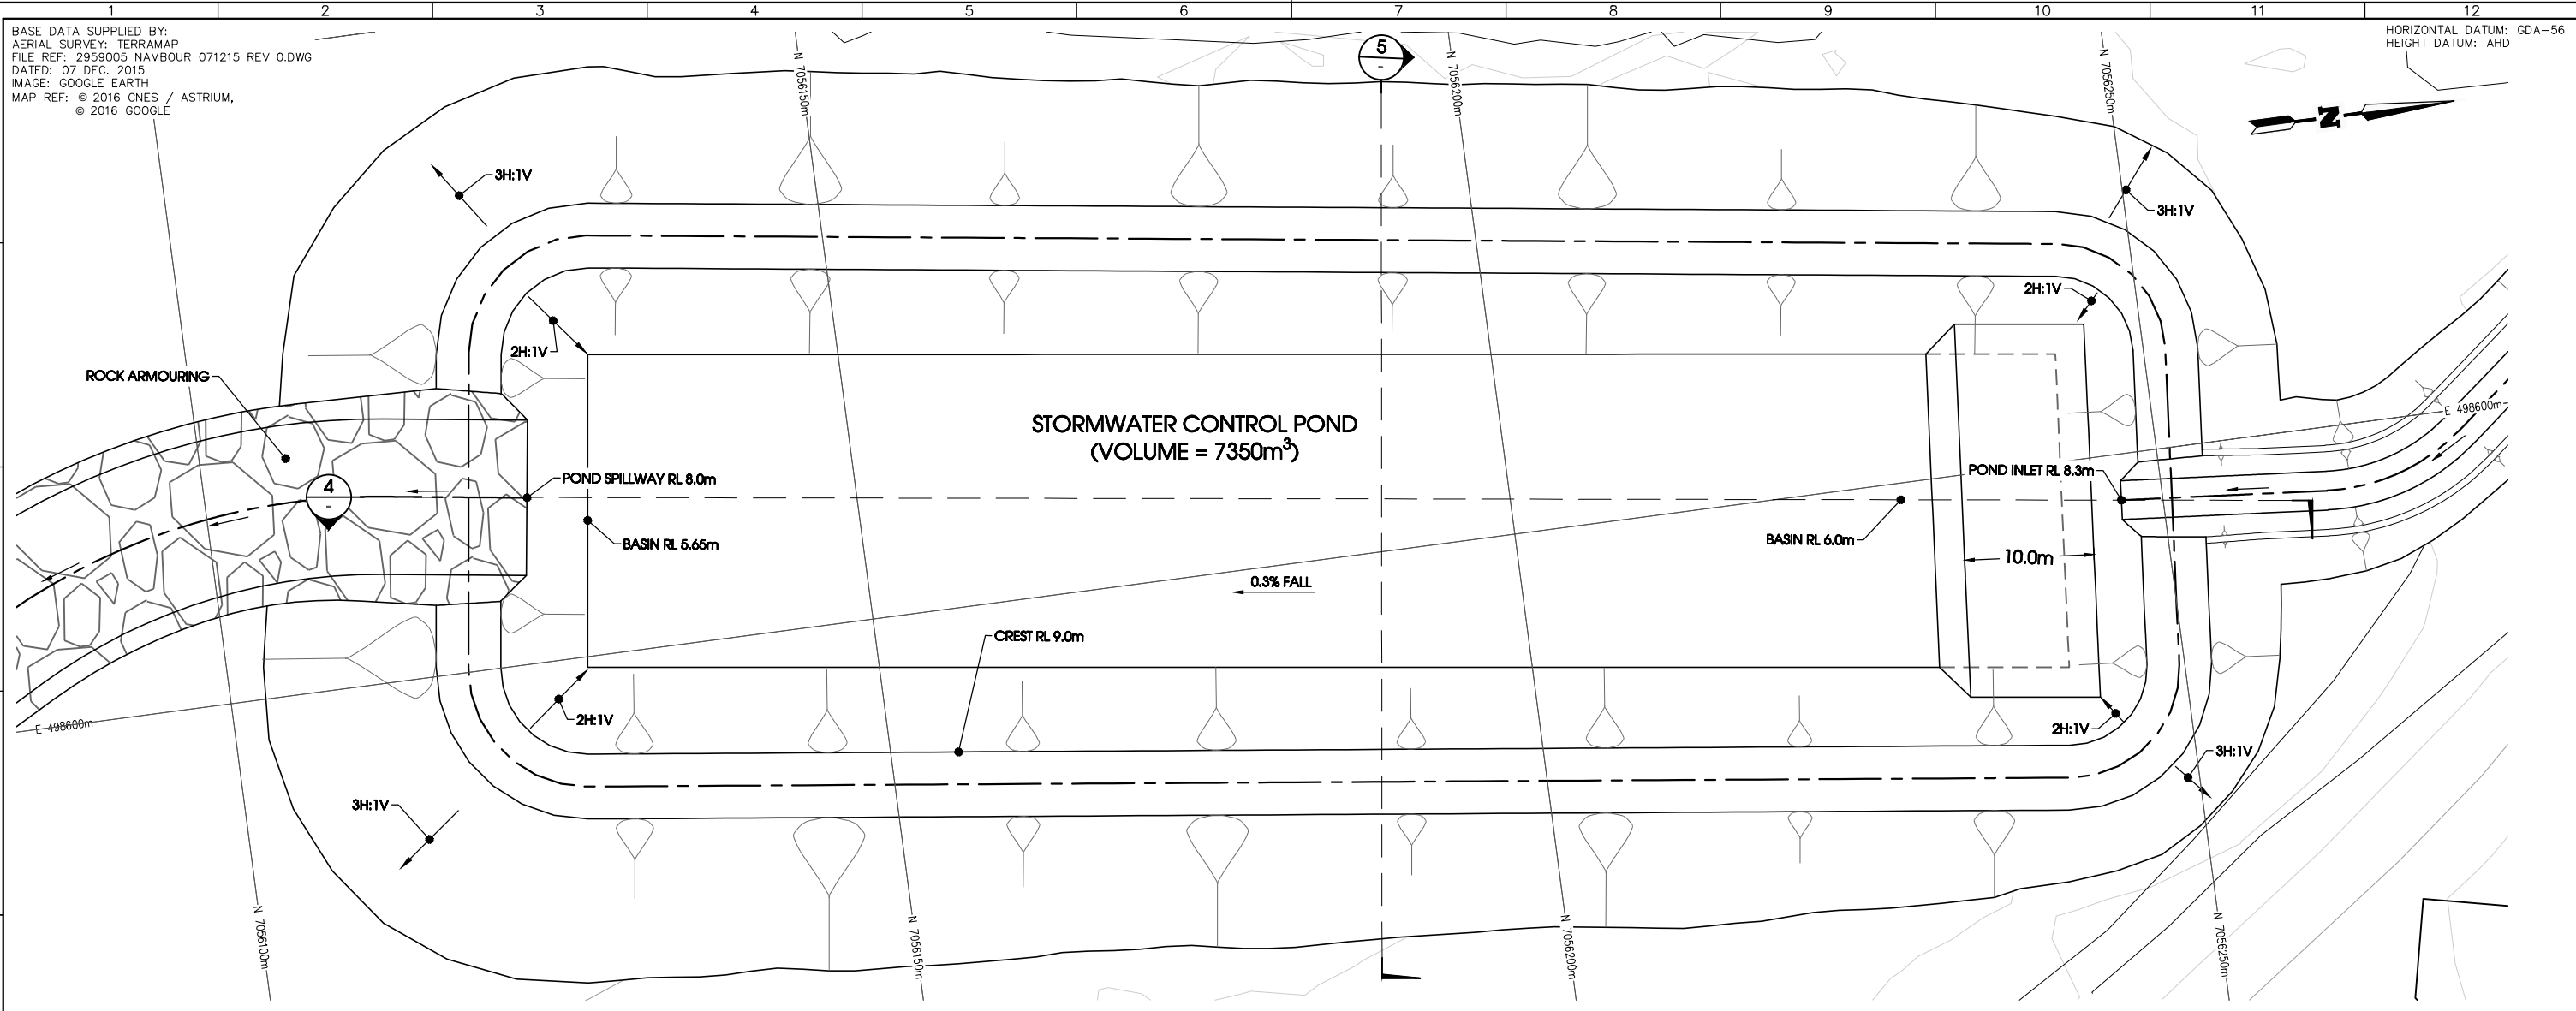 1 2 3 4 5 6 7 8 9 10 11 12
BASE DATA SUPPLIED BY:
AERIAL SURVEY: TERRAMAP
FILE REF: 2959005 NAMBOUR 071215 REV 0.DWG
DATED: 07 DEC. 2015
IMAGE: GOOGLE EARTH
MAP REF: © 2016 CNES / ASTRIUM,
© 2016 GOOGLE
HORIZONTAL DATUM: GDA-56
HEIGHT DATUM: AHD
5
-
N 7056150m
N 7056200m
N 7056250m
N
3H:1V
3H:1V
2H:1V
2H:1V
ROCK ARMOURING
STORMWATER CONTROL POND
(VOLUME = 7350m³)
E 498600m
POND SPILLWAY RL 8.0m
POND INLET RL 8.3m
4
-
BASIN RL 5.65m
BASIN RL 6.0m
10.0m
0.3% FALL
CREST RL 9.0m
E 498600m
2H:1V
2H:1V
3H:1V
3H:1V
N 7056100m
N 7056150m
N 7056200m
N 7056250m